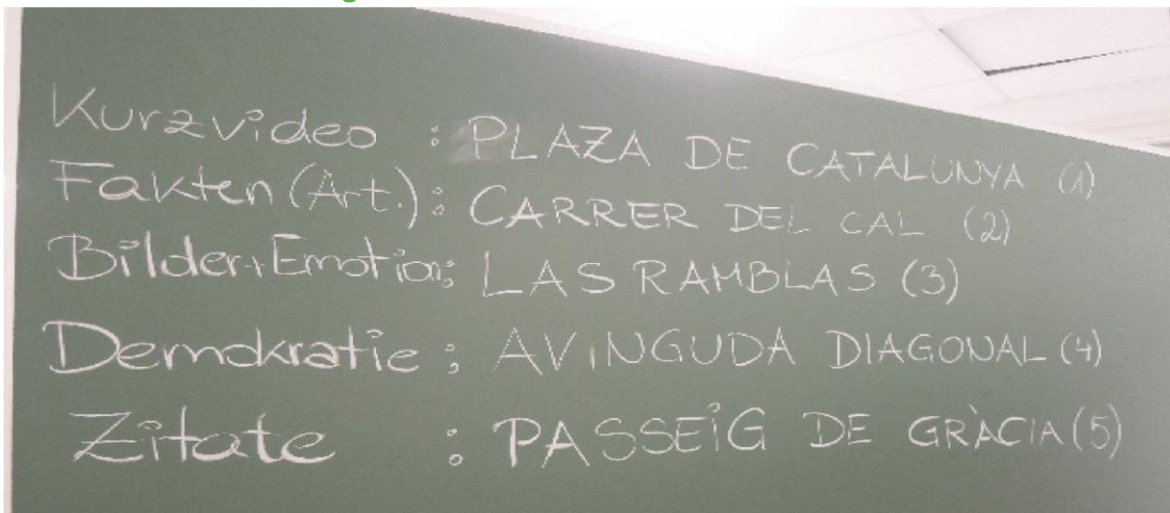 Kurzvideo : PLAZA DE CATALUNYA (1)
Fakten (Art.): CARRER DEL CAL (2)
Bilder+Emotion: LAS RAMBLAS (3)
Demokratie : AVINGUDA DIAGONAL (4)
Zitate : PASSEIG DE GRÀCIA (5)